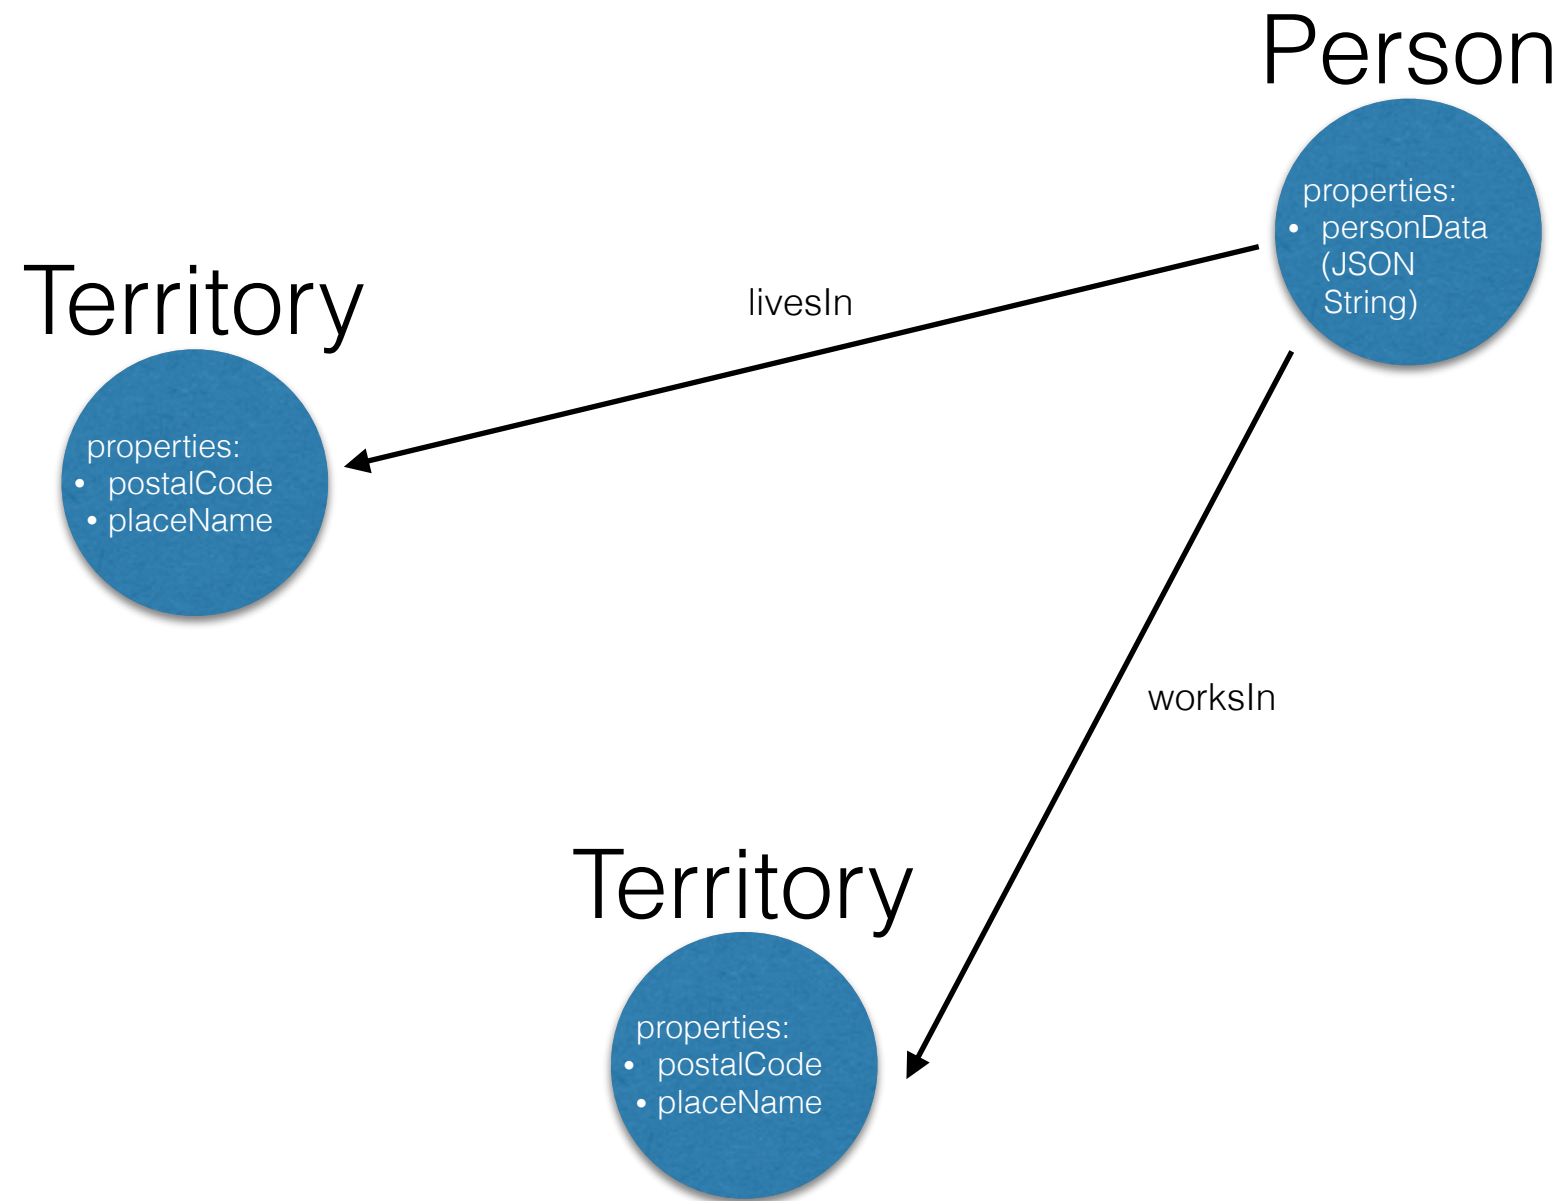 Person
properties:
• personData
(JSON
String)
livesIn
Territory
properties:
• postalCode
• placeName
worksIn
Territory
properties:
• postalCode
• placeName